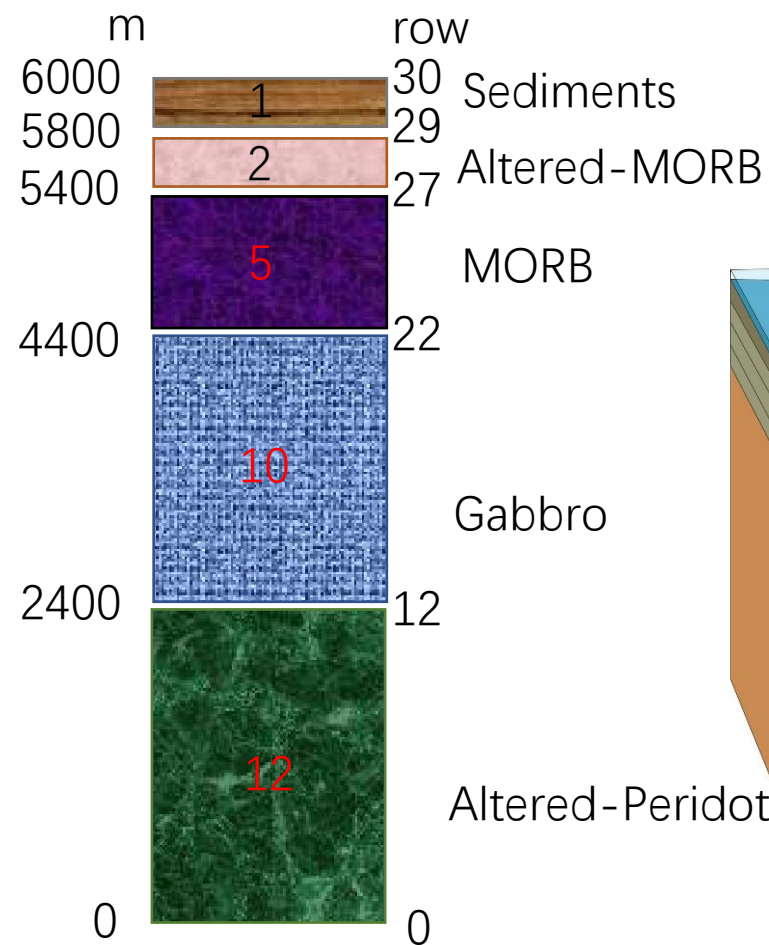 m row
6000 1 30 Sediments
5800 29
2 Altered-MORB
5400 27
5 MORB
4400 22
10
Gabbro
2400 12
12
Altered-Peridot
0 0